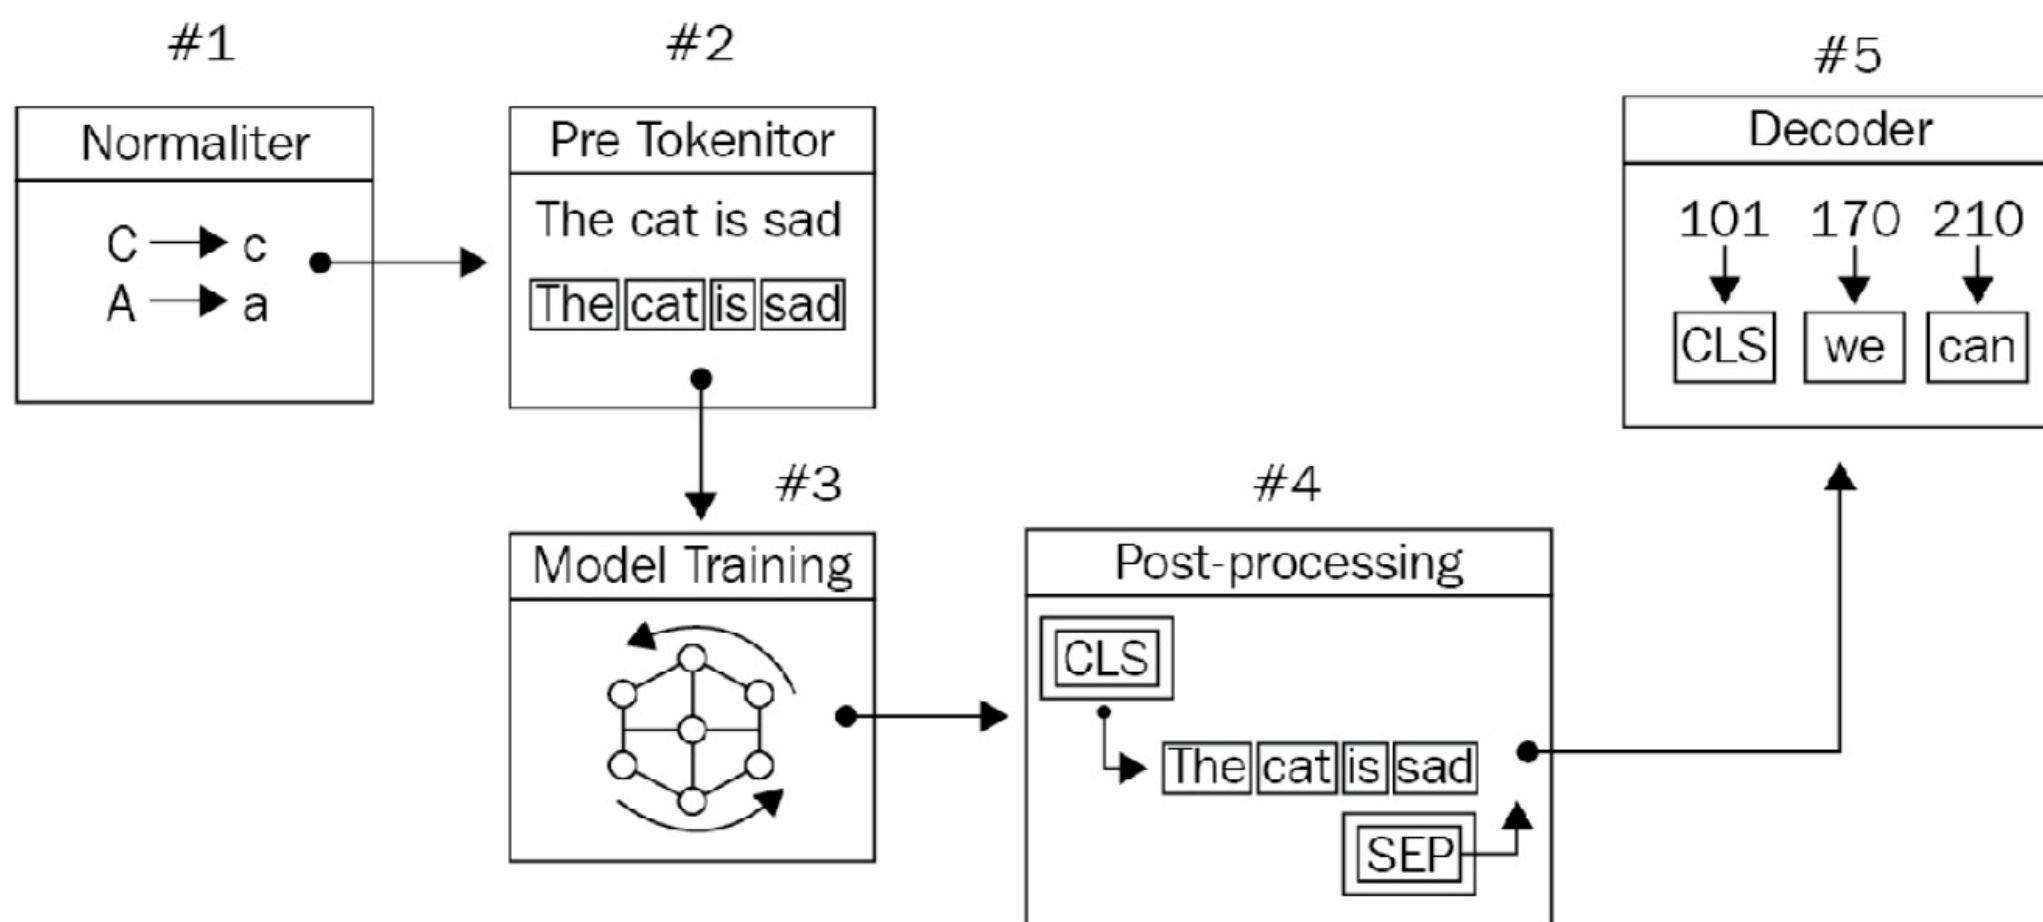 #1
Normaliter
C c
A a
#2
Pre Tokenitor
The cat is sad
The cat is sad
#3
Model Training
#4
Post-processing
CLS
The cat is sad
SEP
#5
Decoder
101 170 210
CLS we can